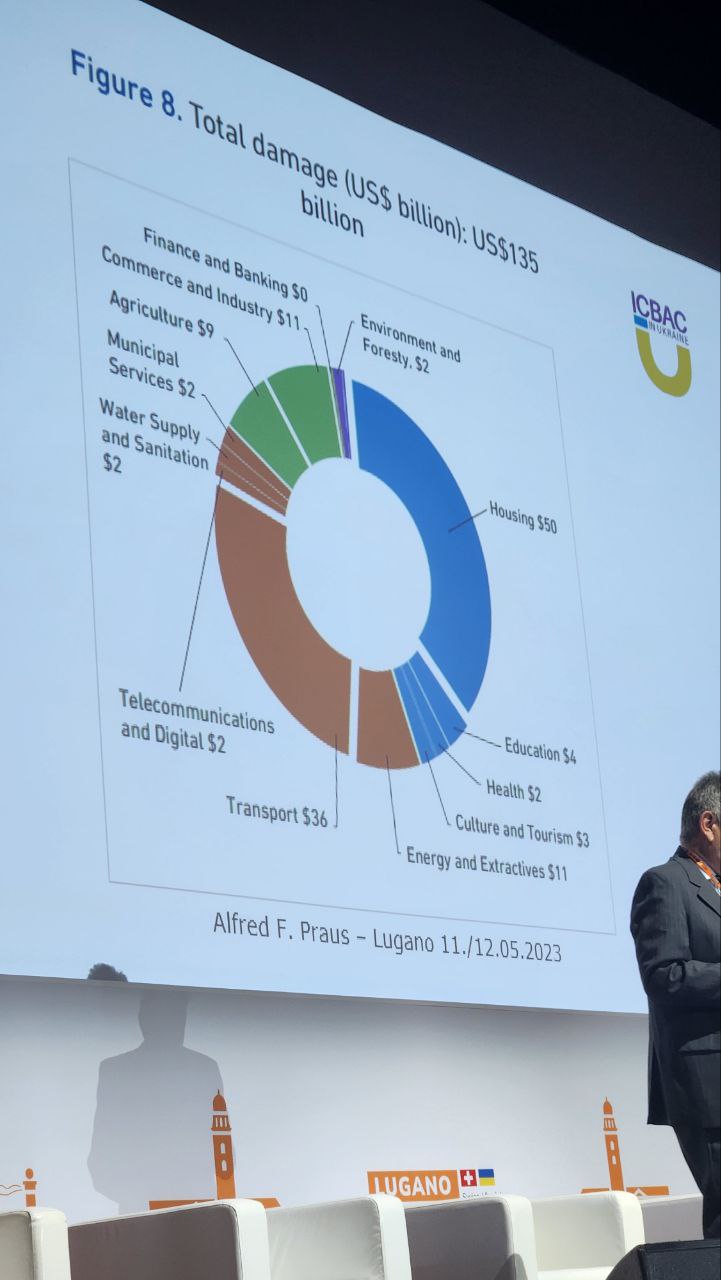 Figure 8. Total damage (US$ billion): US$135
billion
ICBAC
IN UKRAINE
Finance and Banking $0
Commerce and Industry $11
Agriculture $9
Municipal
Services $2
Water Supply
and Sanitation
$2
Environment and
Foresty, $2
Housing $50
Telecommunications
and Digital $2
Transport $36
Education $4
Health $2
Culture and Tourism $3
Energy and Extractives $11
Alfred F. Praus – Lugano 11./12.05.2023
LUGANO